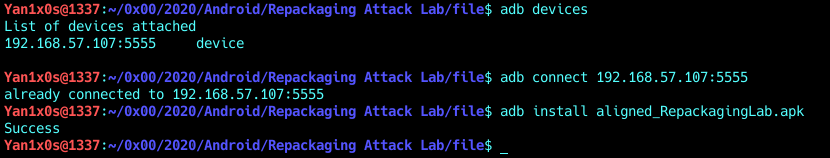 Yan1x0s@1337:~/0x00/2020/Android/Repackaging Attack Lab/file$ adb devices
List of devices attached
192.168.57.107:5555     device

Yan1x0s@1337:~/0x00/2020/Android/Repackaging Attack Lab/file$ adb connect 192.168.57.107:5555
already connected to 192.168.57.107:5555
Yan1x0s@1337:~/0x00/2020/Android/Repackaging Attack Lab/file$ adb install aligned_RepackagingLab.apk
Success
Yan1x0s@1337:~/0x00/2020/Android/Repackaging Attack Lab/file$ _